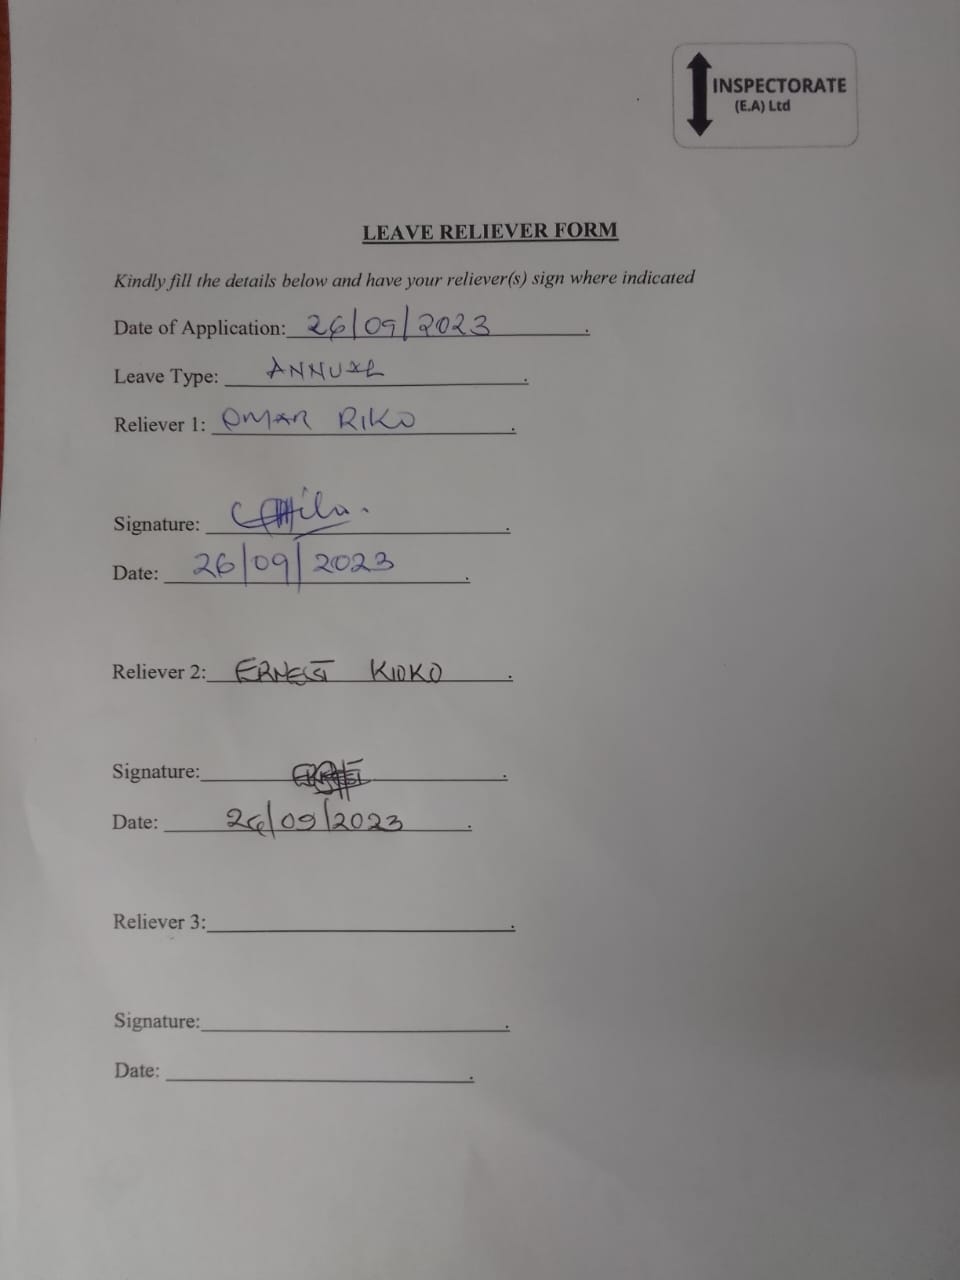 INSPECTORATE
(E.A) Ltd
LEAVE RELIEVER FORM
Kindly fill the details below and have your reliever(s) sign where indicated
Date of Application: 26/09/2023.
Leave Type: ANNUAL.
Reliever 1: OMAR RIKO.
Signature:
Date: 26/09/2023.
Reliever 2: ERNEST KIOKO.
Signature:
Date: 26/09/2023.
Reliever 3:
Signature:
Date: